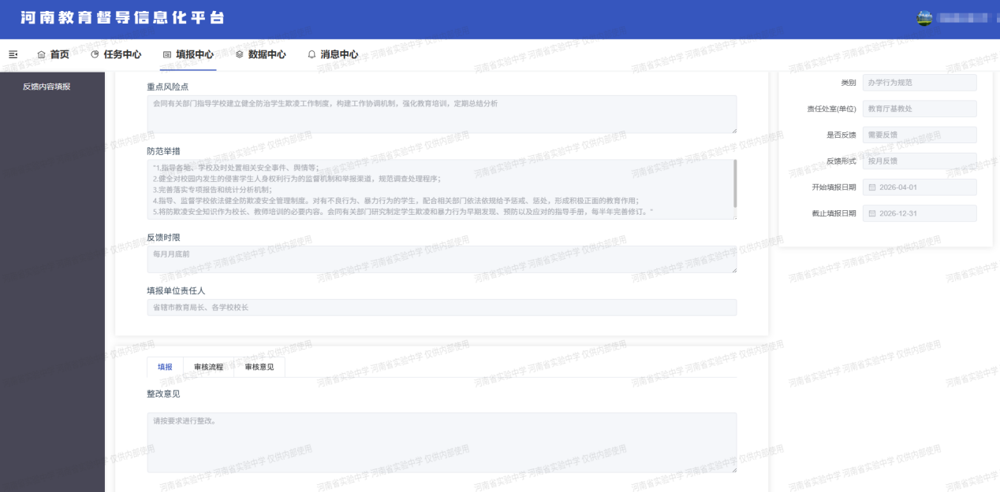 河南教育督导信息化平台
首页
任务中心
填报中心
数据中心
消息中心
反馈内容填报
重点风险点
会同有关部门指导学校建立健全防治学生欺凌工作制度，构建工作协调机制，强化教育培训，定期总结分析
防范举措
"1.指导各地、学校及时处置相关安全事件、舆情等；
2.健全对校园内发生的侵害学生人身权利行为的监督机制和举报渠道，规范调查处理程序；
3.完善落实专项报告和统计分析机制；
4.指导、监督学校依法健全防欺凌安全管理制度。对有不良行为、暴力行为的学生，配合相关部门依法依规给予惩戒、惩处，形成积极正面的教育作用；
5.将防欺凌安全知识作为校长、教师培训的必要内容。会同有关部门研究制定学生欺凌和暴力行为早期发现、预防以及应对的指导手册，每半年完善修订。"
反馈时限
每月月底前
填报单位责任人
省辖市教育局长、各学校校长
填报
审核流程
审核意见
整改意见
请按要求进行整改。
类别
办学行为规范
责任处室(单位)
教育厅基教处
是否反馈
需要反馈
反馈形式
按月反馈
开始填报日期
2026-04-01
截止填报日期
2026-12-31
河南省实验中学 仅供内部使用